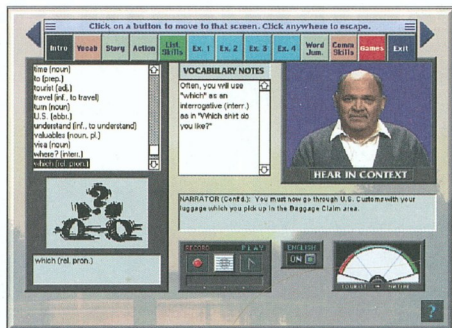 Click on a button to move to that screen. Click anywhere to escape.
Intro
Vocab
Story
Action
List. Skills
Ex. 1
Ex. 2
Ex. 3
Ex. 4
Word Jum.
Comm Skills
Games
Exit
time (noun)
to (prep.)
tourist (adj.)
travel (inf., to travel)
turn (noun)
U.S. (abbr.)
understand (inf., to understand)
valuables (noun, pl.)
visa (noun)
where? (interr.)
which (rel. pron.)
VOCABULARY NOTES
Often, you will use
"which" as an
interrogative (interr.)
as in "Which shirt do
you like?"
HEAR IN CONTEXT
NARRATOR (Cont'd.): You must now go through U.S. Customs with your
luggage which you pick up in the Baggage Claim area.
?
which (rel. pron.)
RECORD PLAY
ENGLISH
ON
TOURIST NATIVE
?